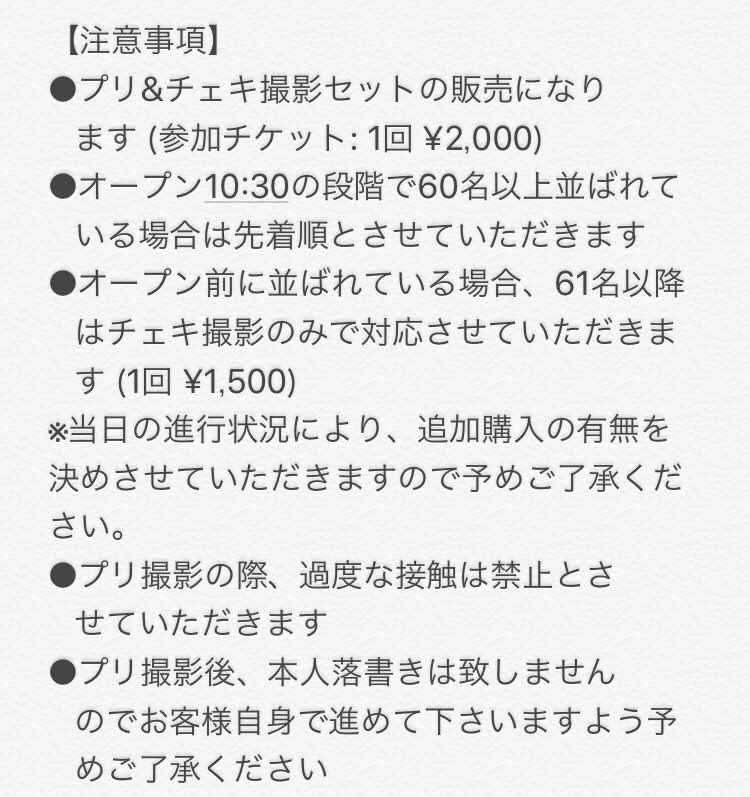 【注意事項】
●プリ&チェキ撮影セットの販売になり
ます (参加チケット: 1回 ¥2,000)
●オープン10:30の段階で60名以上並ばれて
いる場合は先着順とさせていただきます
●オープン前に並ばれている場合、61名以降
はチェキ撮影のみで対応させていただきま
す (1回 ¥1,500)
※当日の進行状況により、追加購入の有無を
決めさせていただきますので予めご了承くだ
さい。
●プリ撮影の際、過度な接触は禁止とさ
せていただきます
●プリ撮影後、本人落書きは致しません
のでお客様自身で進めて下さいますよう予
めご了承ください